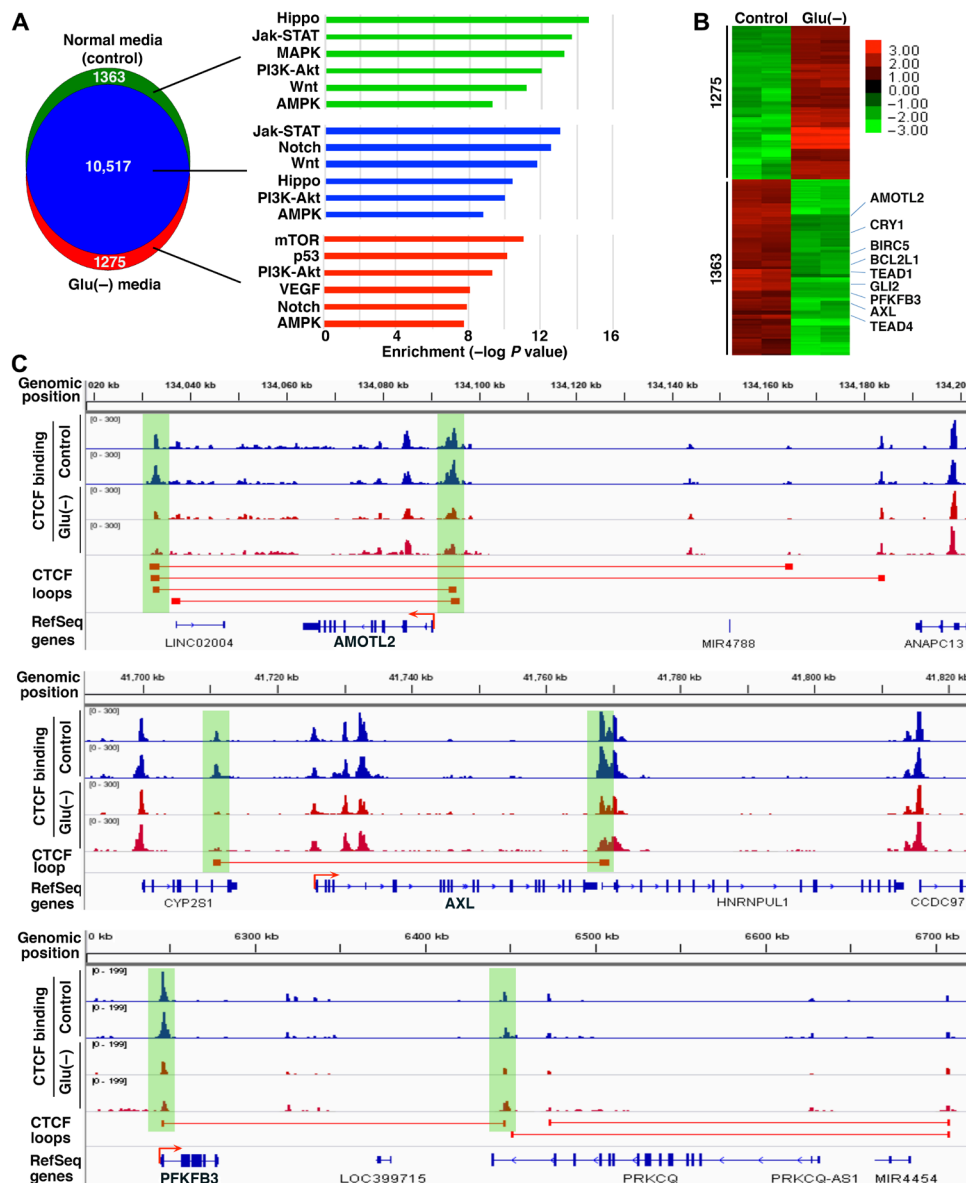 A
Normal media
(control)
1363
10,517
1275
Glu(−) media
Hippo
Jak-STAT
MAPK
PI3K-Akt
Wnt
AMPK
Jak-STAT
Notch
Wnt
Hippo
PI3K-Akt
AMPK
mTOR
p53
PI3K-Akt
VEGF
Notch
AMPK
0 4 8 12 16
Enrichment (−log P value)
B
Control Glu(−)
1275
1363
3.00
2.00
1.00
0.00
-1.00
-2.00
-3.00
AMOTL2
CRY1
BIRC5
BCL2L1
TEAD1
GLI2
PFKFB3
AXL
TEAD4
C
Genomic position
020 kb 134,040 kb 134,060 kb 134,080 kb 134,100 kb 134,120 kb 134,140 kb 134,160 kb 134,180 kb 134,20
CTCF binding
Control
Glu(−)
[0 - 300]
[0 - 300]
[0 - 300]
[0 - 300]
CTCF loops
RefSeq genes
LINC02004 AMOTL2 MIR4788 ANAPC13
Genomic position
41,700 kb 41,720 kb 41,740 kb 41,760 kb 41,780 kb 41,800 kb 41,820
CTCF binding
Control
Glu(−)
[0 - 300]
[0 - 300]
[0 - 300]
[0 - 300]
CTCF loop
RefSeq genes
CYP2S1 AXL HNRNPUL1 CCDC97
Genomic position
0 kb 6300 kb 6400 kb 6500 kb 6600 kb 6700 k
CTCF binding
Control
Glu(−)
[0 - 199]
[0 - 199]
[0 - 199]
[0 - 199]
CTCF loops
RefSeq genes
PFKFB3 LOC399715 PRKCQ PRKCQ-AS1 MIR4454